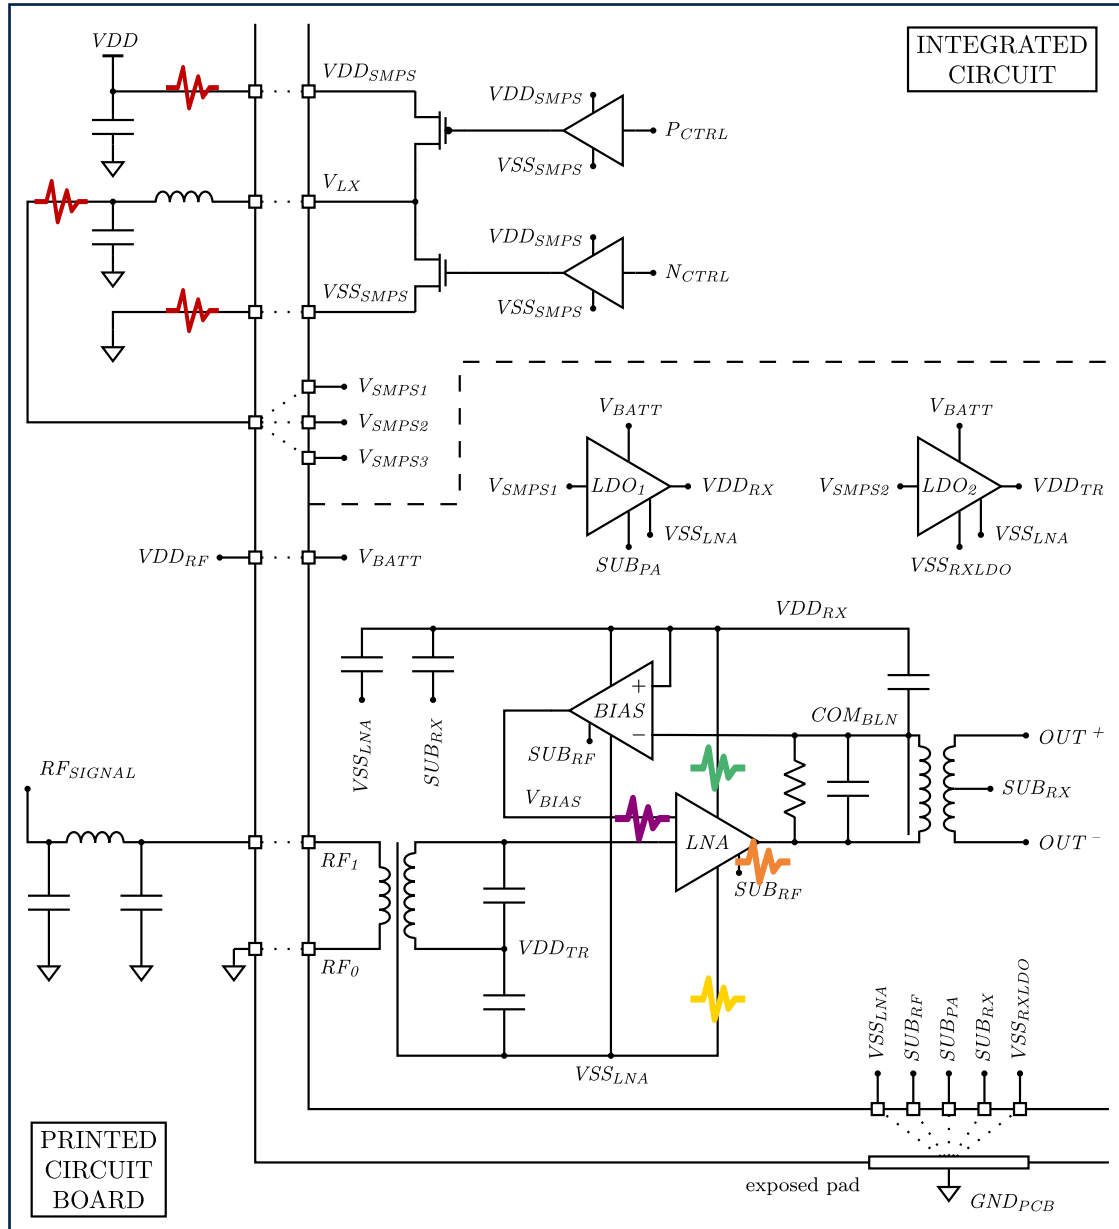 INTEGRATED
CIRCUIT
VDD
VDD_SMPS
VDD_SMPS
P_CTRL
VSS_SMPS
V_LX
VDD_SMPS
N_CTRL
VSS_SMPS
VSS_SMPS
V_SMPS1
V_SMPS2
V_SMPS3
V_BATT
V_SMPS1
LDO_1
VDD_RX
VSS_LNA
SUB_PA
V_BATT
V_SMPS2
LDO_2
VDD_TR
VSS_LNA
VSS_RXLDO
VDD_RF
V_BATT
VDD_RX
+
BIAS
−
SUB_RF
VSS_LNA
SUB_RX
COM_BLN
OUT^+
SUB_RX
OUT^−
RF_SIGNAL
V_BIAS
LNA
SUB_RF
RF_1
RF_0
VDD_TR
VSS_LNA
VSS_LNA
SUB_RF
SUB_PA
SUB_RX
VSS_RXLDO
PRINTED
CIRCUIT
BOARD
exposed pad
GND_PCB